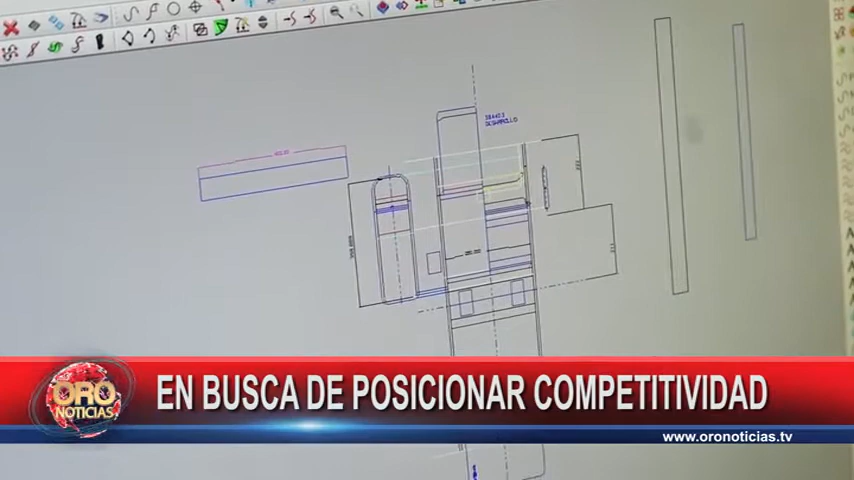 EN BUSCA DE POSICIONAR COMPETITIVIDAD
ORO
NOTICIAS
www.oronoticias.tv